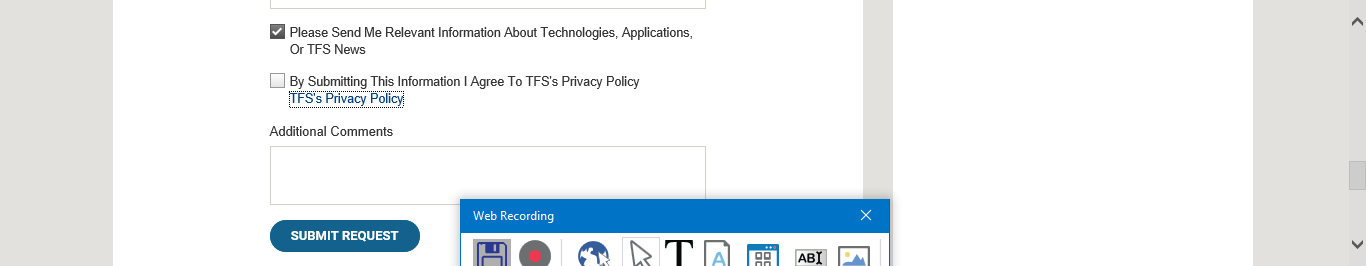 Please Send Me Relevant Information About Technologies, Applications,
Or TFS News
By Submitting This Information I Agree To TFS's Privacy Policy
TFS's Privacy Policy
Additional Comments
SUBMIT REQUEST
Web Recording
T
A
AB